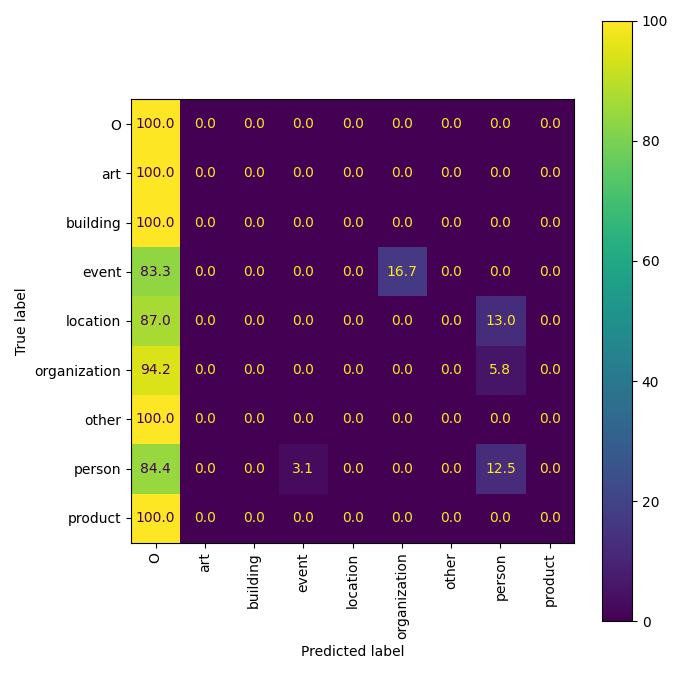 100
O 100.0 0.0 0.0 0.0 0.0 0.0 0.0 0.0 0.0
art 100.0 0.0 0.0 0.0 0.0 0.0 0.0 0.0 0.0
80
building 100.0 0.0 0.0 0.0 0.0 0.0 0.0 0.0 0.0
event 83.3 0.0 0.0 0.0 0.0 16.7 0.0 0.0 0.0
60
True label
location 87.0 0.0 0.0 0.0 0.0 0.0 0.0 13.0 0.0
organization 94.2 0.0 0.0 0.0 0.0 0.0 0.0 5.8 0.0
40
other 100.0 0.0 0.0 0.0 0.0 0.0 0.0 0.0 0.0
person 84.4 0.0 0.0 3.1 0.0 0.0 0.0 12.5 0.0
20
product 100.0 0.0 0.0 0.0 0.0 0.0 0.0 0.0 0.0
O art building event location organization other person product
0
Predicted label